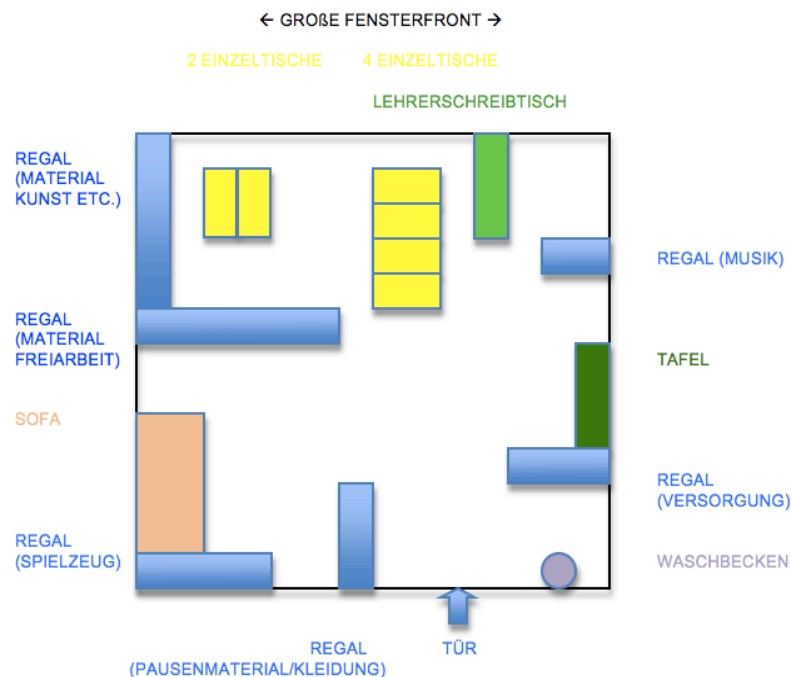 ← GROßE FENSTERFRONT →
2 EINZELTISCHE
4 EINZELTISCHE
LEHRERSCHREIBTISCH
REGAL
(MATERIAL
KUNST ETC.)
REGAL (MUSIK)
REGAL
(MATERIAL
FREIARBEIT)
TAFEL
SOFA
REGAL
(VERSORGUNG)
REGAL
(SPIELZEUG)
WASCHBECKEN
REGAL
(PAUSENMATERIAL/KLEIDUNG)
TÜR